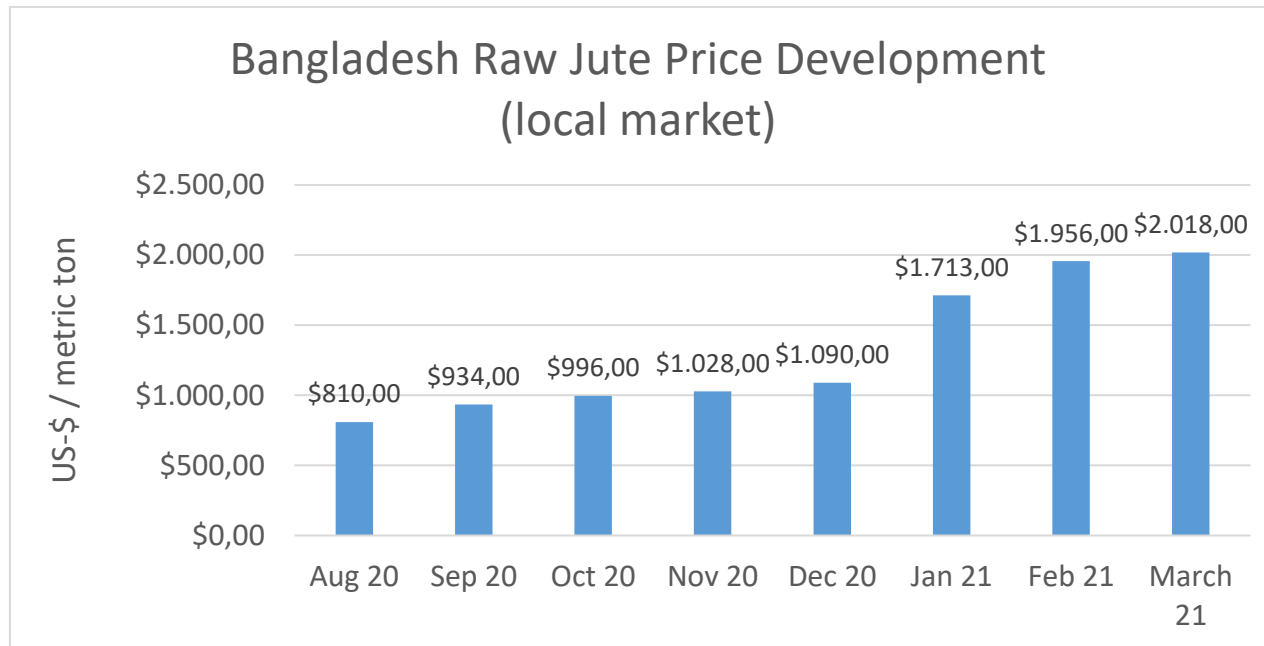 Bangladesh Raw Jute Price Development
(local market)
US-$ / metric ton
$2.500,00
$2.000,00
$1.500,00
$1.000,00
$500,00
$0,00
$810,00
$934,00
$996,00
$1.028,00
$1.090,00
$1.713,00
$1.956,00
$2.018,00
Aug 20
Sep 20
Oct 20
Nov 20
Dec 20
Jan 21
Feb 21
March
21